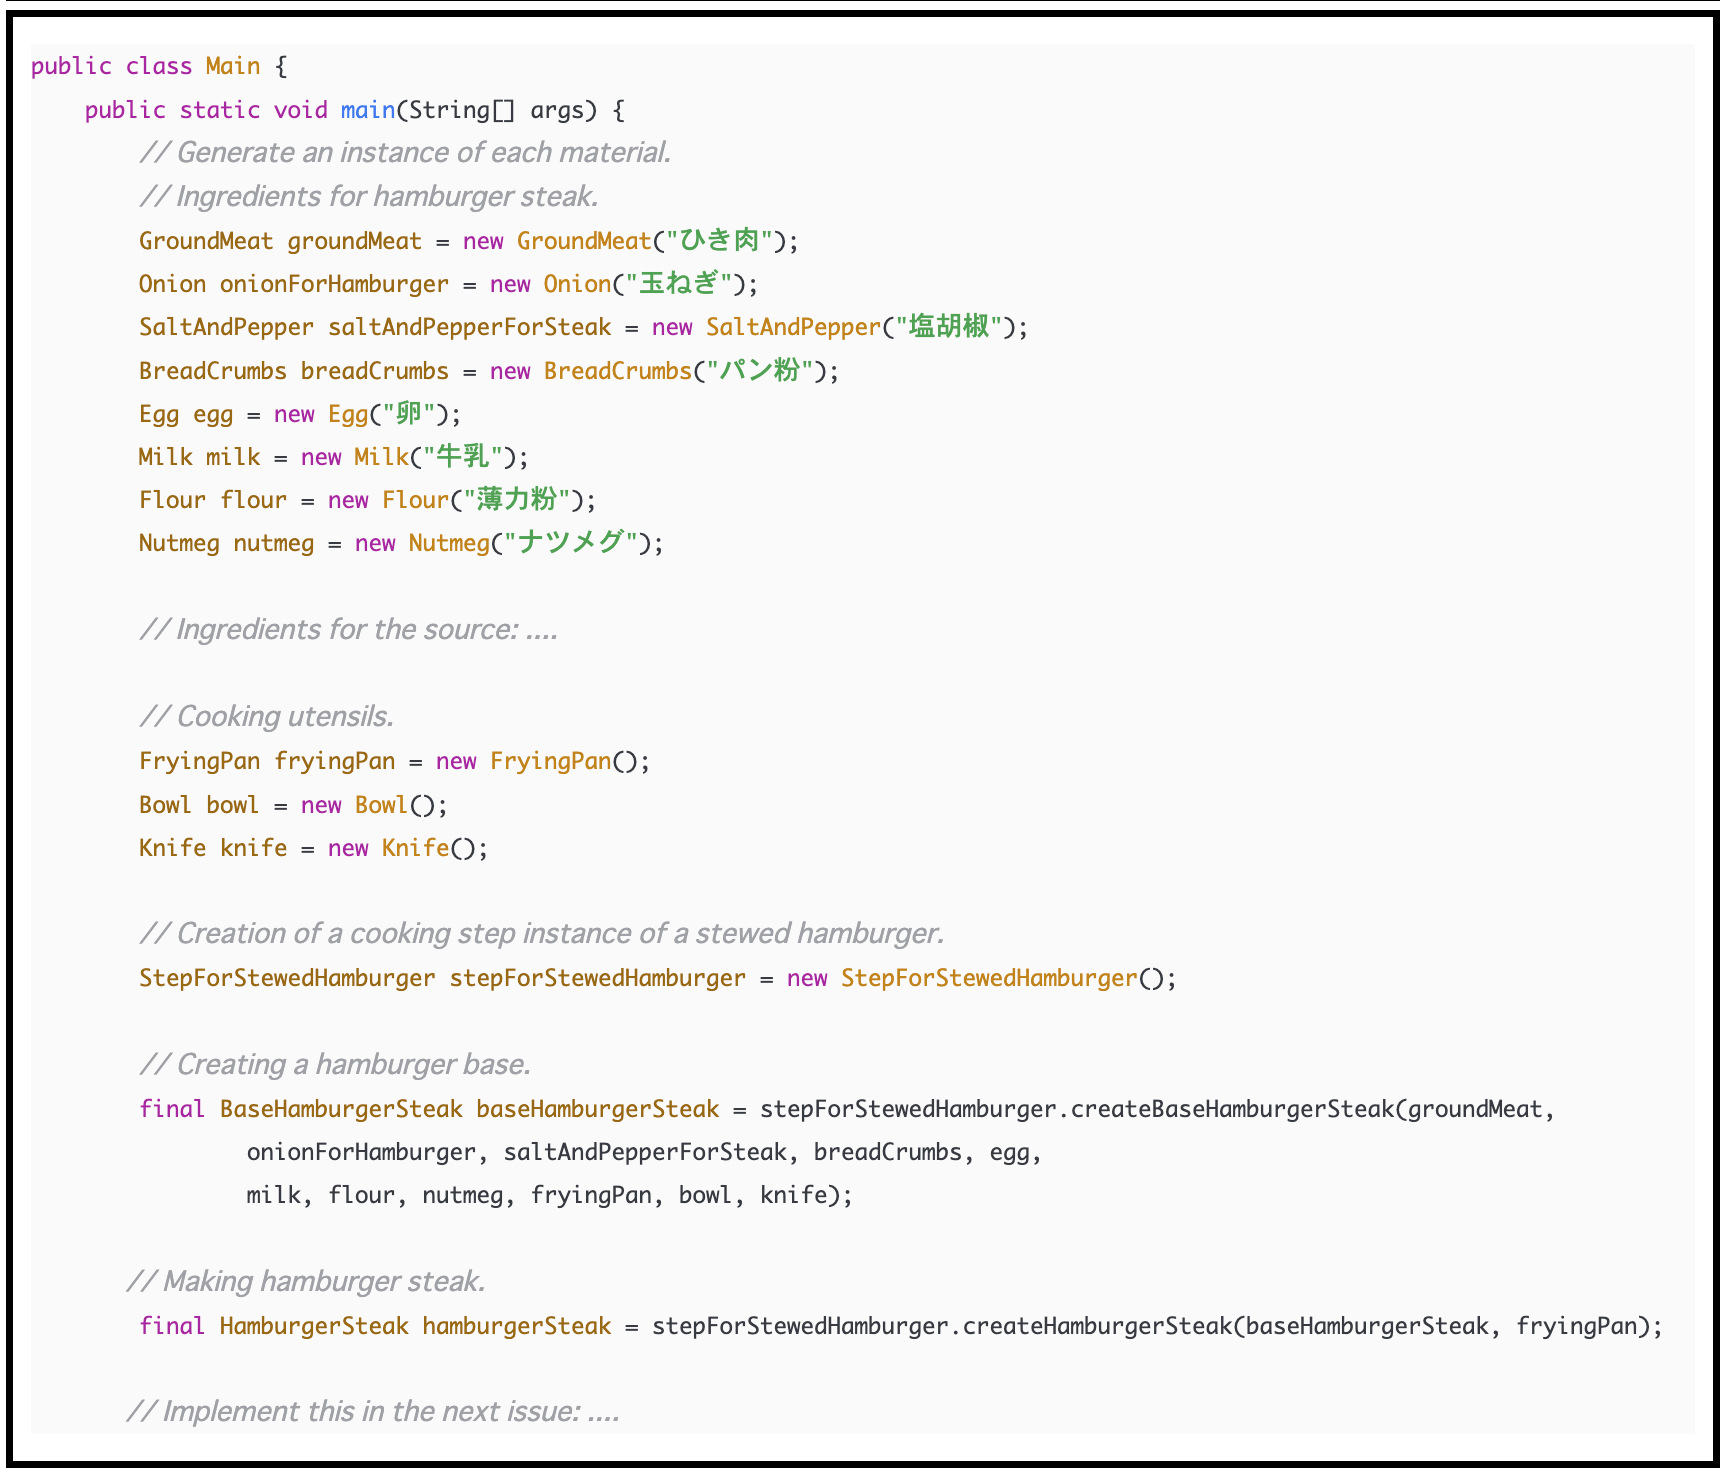 public class Main {
public static void main(String[] args) {
// Generate an instance of each material.
// Ingredients for hamburger steak.
GroundMeat groundMeat = new GroundMeat("ひき肉");
Onion onionForHamburger = new Onion("玉ねぎ");
SaltAndPepper saltAndPepperForSteak = new SaltAndPepper("塩胡椒");
BreadCrumbs breadCrumbs = new BreadCrumbs("パン粉");
Egg egg = new Egg("卵");
Milk milk = new Milk("牛乳");
Flour flour = new Flour("薄力粉");
Nutmeg nutmeg = new Nutmeg("ナツメグ");
// Ingredients for the source: ....
// Cooking utensils.
FryingPan fryingPan = new FryingPan();
Bowl bowl = new Bowl();
Knife knife = new Knife();
// Creation of a cooking step instance of a stewed hamburger.
StepForStewedHamburger stepForStewedHamburger = new StepForStewedHamburger();
// Creating a hamburger base.
final BaseHamburgerSteak baseHamburgerSteak = stepForStewedHamburger.createBaseHamburgerSteak(groundMeat,
onionForHamburger, saltAndPepperForSteak, breadCrumbs, egg,
milk, flour, nutmeg, fryingPan, bowl, knife);
// Making hamburger steak.
final HamburgerSteak hamburgerSteak = stepForStewedHamburger.createHamburgerSteak(baseHamburgerSteak, fryingPan);
// Implement this in the next issue: ....